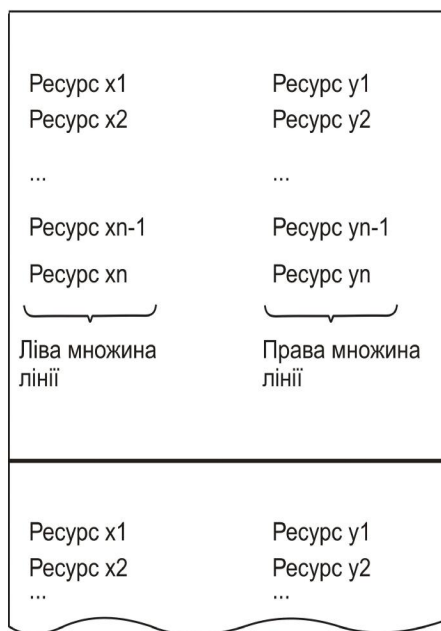 Ресурс x1 Ресурс y1
Ресурс x2 Ресурс y2
... ...
Ресурс xn-1 Ресурс yn-1
Ресурс xn Ресурс yn
Ліва множина Права множина
лінії лінії
Ресурс x1 Ресурс y1
Ресурс x2 Ресурс y2
... ...